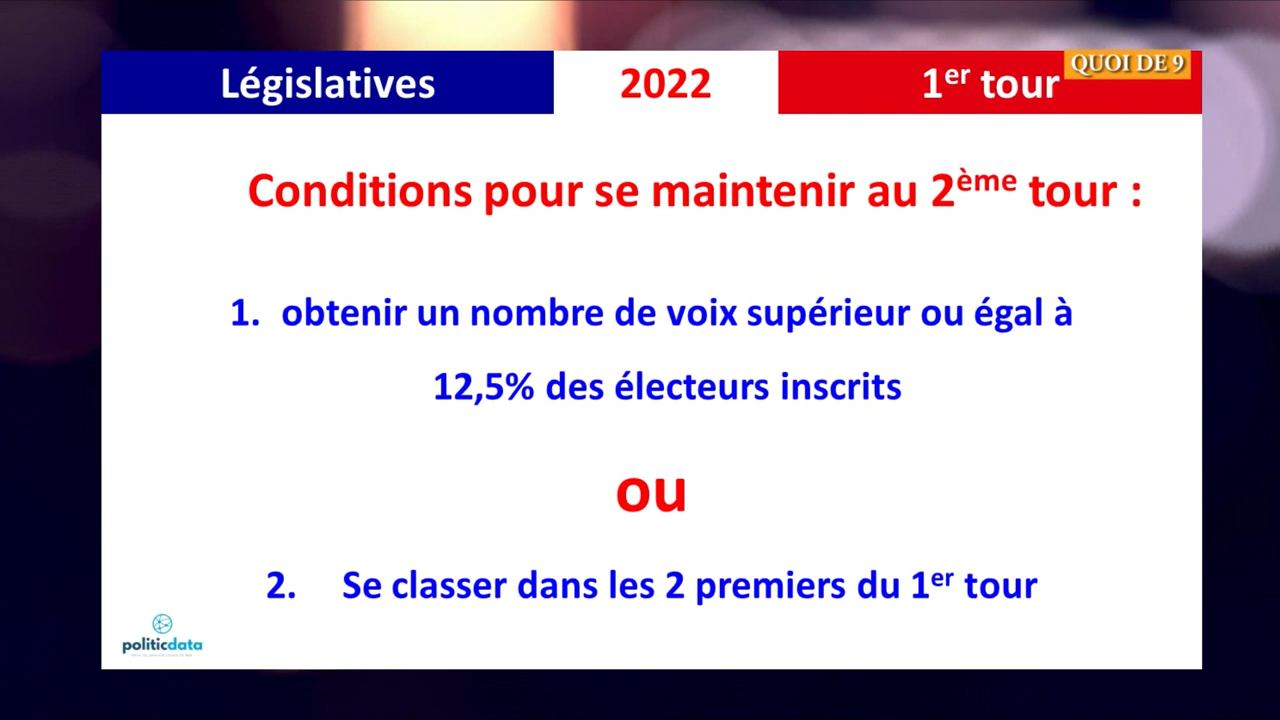 Législatives
2022
1er tour
QUOI DE 9
Conditions pour se maintenir au 2ème tour :
1. obtenir un nombre de voix supérieur ou égal à
12,5% des électeurs inscrits
ou
2. Se classer dans les 2 premiers du 1er tour
politicdata